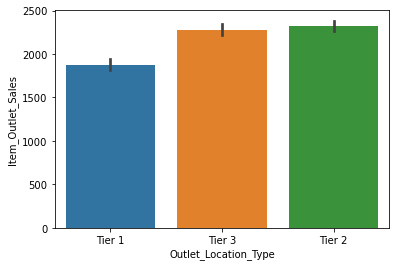 2500
2000
1500
1000
500
0
Item_Outlet_Sales
Tier 1 Tier 3 Tier 2
Outlet_Location_Type